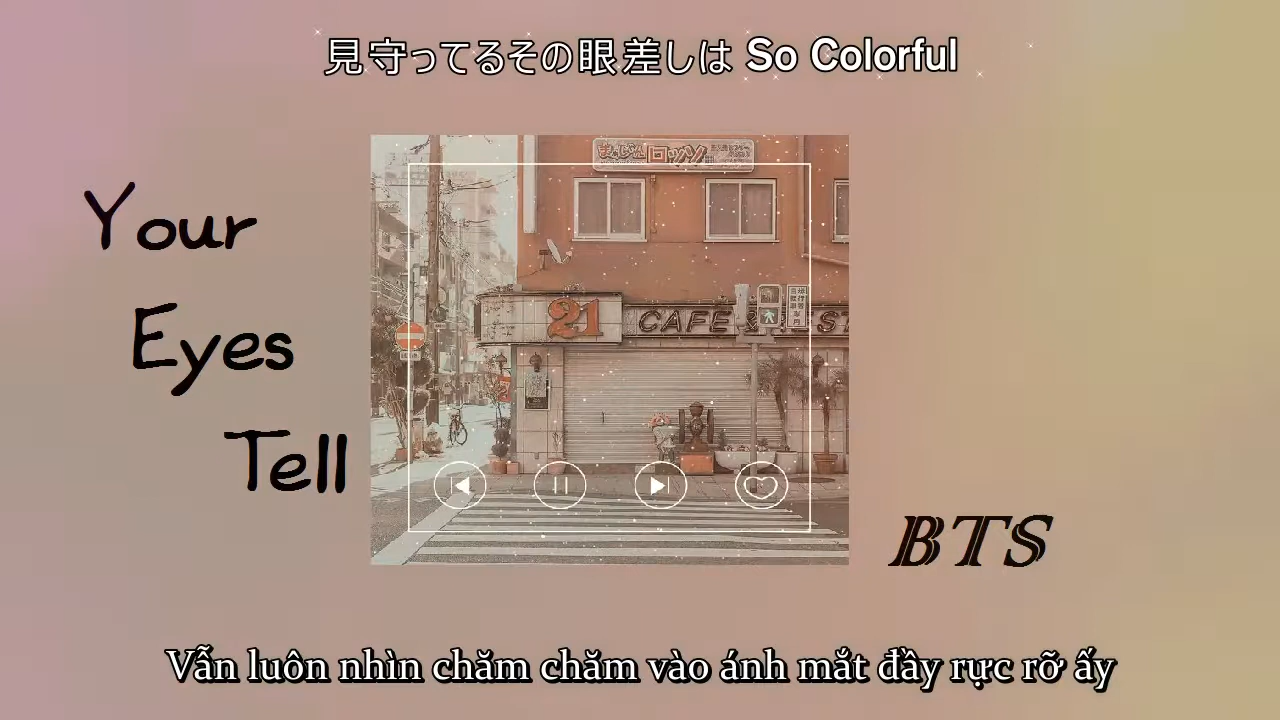 見守ってるその眼差しは So Colorful
Your
Eyes
Tell
21
CAFE &
BTS
Vẫn luôn nhìn chăm chăm vào ánh mắt đầy rực rỡ ấy